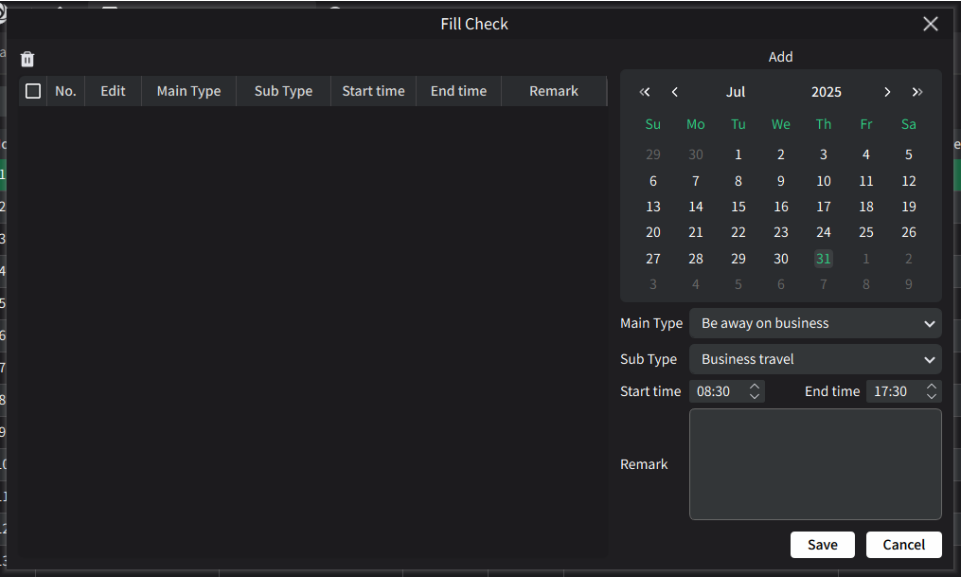 Fill Check
Add
No. Edit Main Type Sub Type Start time End time Remark
Jul 2025
Su Mo Tu We Th Fr Sa
29 30 1 2 3 4 5
6 7 8 9 10 11 12
13 14 15 16 17 18 19
20 21 22 23 24 25 26
27 28 29 30 31 1 2
3 4 5 6 7 8 9
Main Type Be away on business
Sub Type Business travel
Start time 08:30 End time 17:30
Remark
Save Cancel